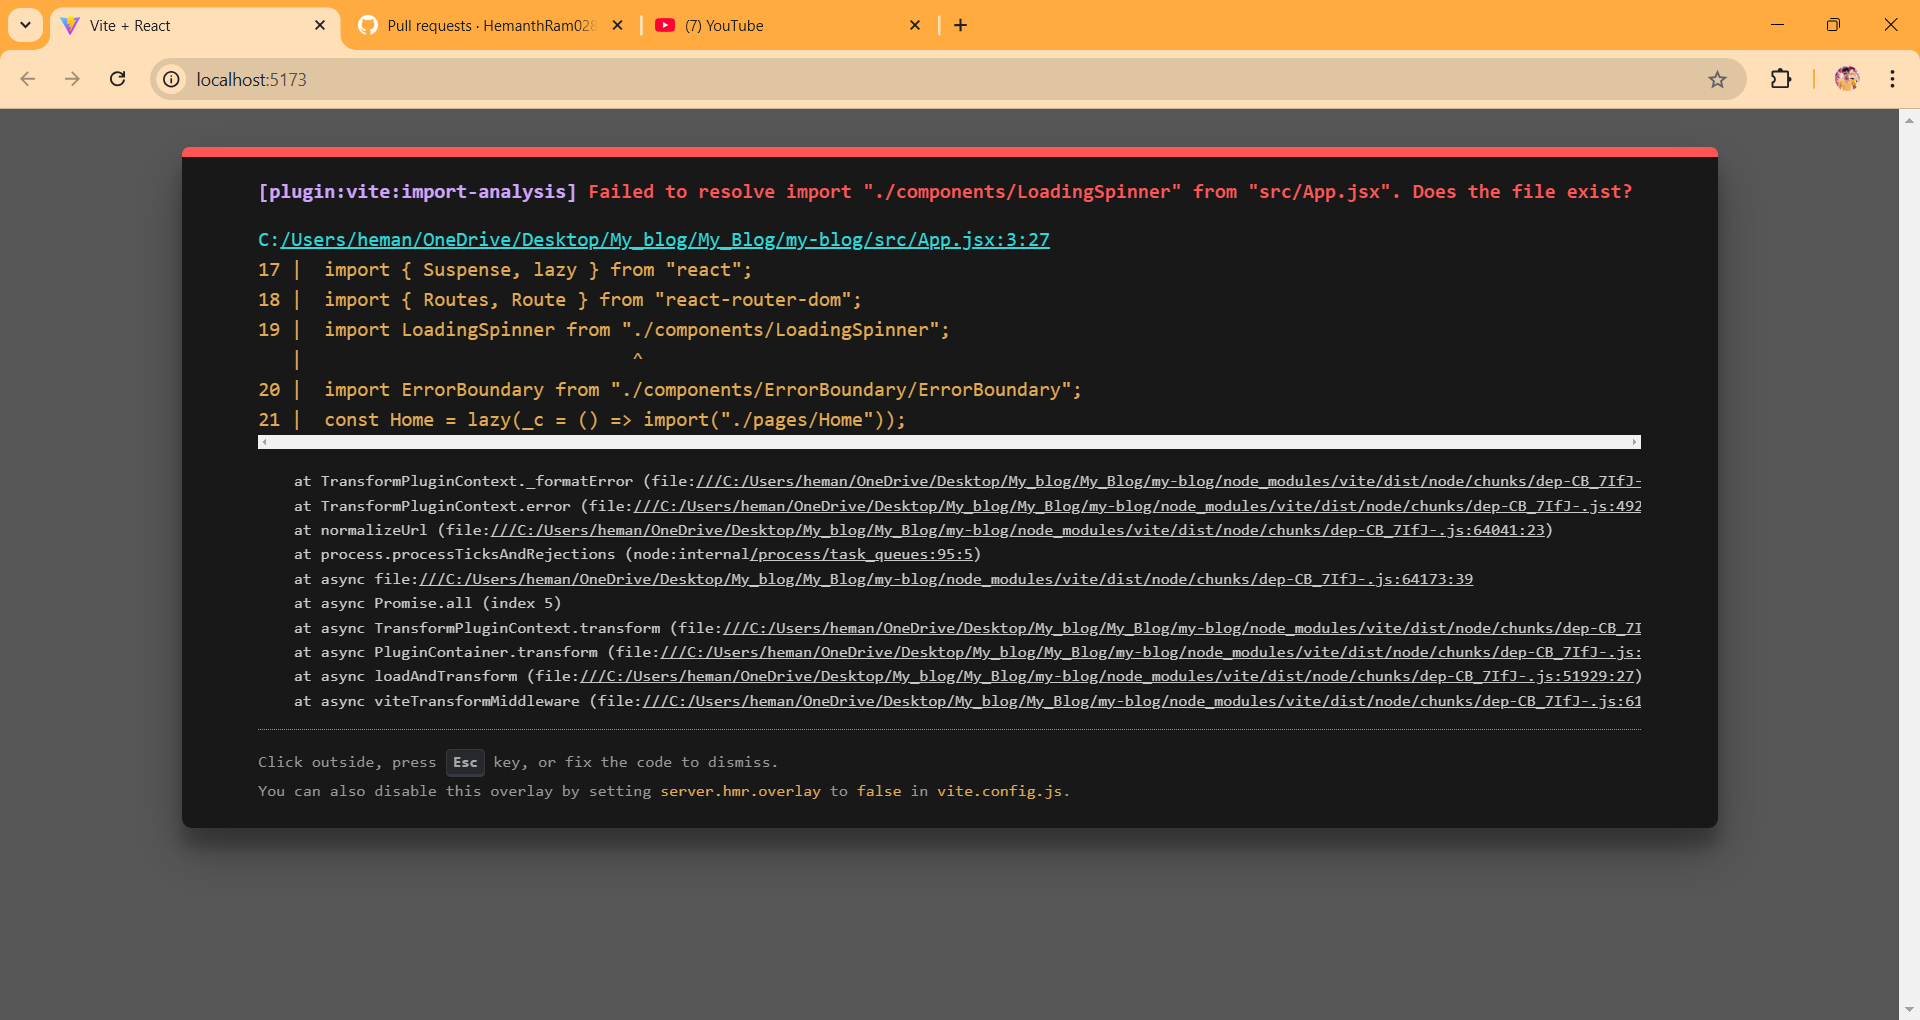 Vite + React
Pull requests · HemanthRam028
(7) YouTube
localhost:5173
[plugin:vite:import-analysis] Failed to resolve import "./components/LoadingSpinner" from "src/App.jsx". Does the file exist?
C:/Users/heman/OneDrive/Desktop/My_blog/My_Blog/my-blog/src/App.jsx:3:27
17 |  import { Suspense, lazy } from "react";
18 |  import { Routes, Route } from "react-router-dom";
19 |  import LoadingSpinner from "./components/LoadingSpinner";
   |                              ^
20 |  import ErrorBoundary from "./components/ErrorBoundary/ErrorBoundary";
21 |  const Home = lazy(_c = () => import("./pages/Home"));
at TransformPluginContext._formatError (file:///C:/Users/heman/OneDrive/Desktop/My_blog/My_Blog/my-blog/node_modules/vite/dist/node/chunks/dep-CB_7IfJ-
at TransformPluginContext.error (file:///C:/Users/heman/OneDrive/Desktop/My_blog/My_Blog/my-blog/node_modules/vite/dist/node/chunks/dep-CB_7IfJ-.js:492
at normalizeUrl (file:///C:/Users/heman/OneDrive/Desktop/My_blog/My_Blog/my-blog/node_modules/vite/dist/node/chunks/dep-CB_7IfJ-.js:64041:23)
at process.processTicksAndRejections (node:internal/process/task_queues:95:5)
at async file:///C:/Users/heman/OneDrive/Desktop/My_blog/My_Blog/my-blog/node_modules/vite/dist/node/chunks/dep-CB_7IfJ-.js:64173:39
at async Promise.all (index 5)
at async TransformPluginContext.transform (file:///C:/Users/heman/OneDrive/Desktop/My_blog/My_Blog/my-blog/node_modules/vite/dist/node/chunks/dep-CB_7I
at async PluginContainer.transform (file:///C:/Users/heman/OneDrive/Desktop/My_blog/My_Blog/my-blog/node_modules/vite/dist/node/chunks/dep-CB_7IfJ-.js:
at async loadAndTransform (file:///C:/Users/heman/OneDrive/Desktop/My_blog/My_Blog/my-blog/node_modules/vite/dist/node/chunks/dep-CB_7IfJ-.js:51929:27)
at async viteTransformMiddleware (file:///C:/Users/heman/OneDrive/Desktop/My_blog/My_Blog/my-blog/node_modules/vite/dist/node/chunks/dep-CB_7IfJ-.js:61
Click outside, press Esc key, or fix the code to dismiss.
You can also disable this overlay by setting server.hmr.overlay to false in vite.config.js.